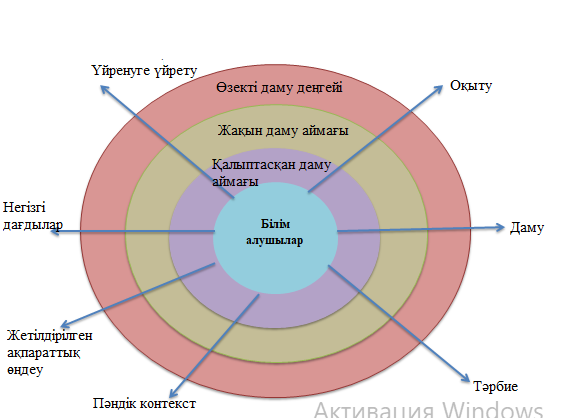 Үйренуге үйрету
Өзекті даму деңгейі
Оқыту
Жақын даму аймағы
Қалыптасқан даму
аймағы
Негізгі
дағдылар
Білім
алушылар
Даму
Жетілдірілген
ақпараттық
өңдеу
Пәндік контекст
Тәрбие
Активация Windows